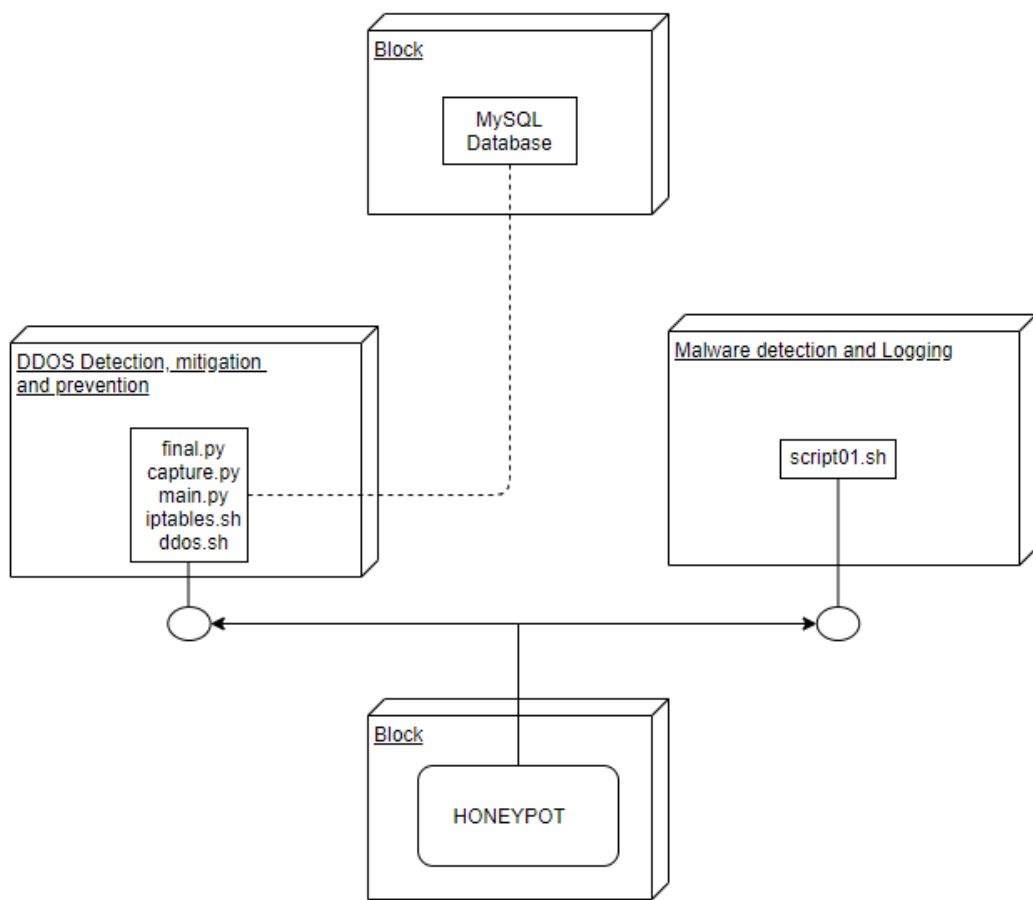 Block
MySQL
Database
DDOS Detection, mitigation
and prevention
final.py
capture.py
main.py
iptables.sh
ddos.sh
Malware detection and Logging
script01.sh
Block
HONEYPOT